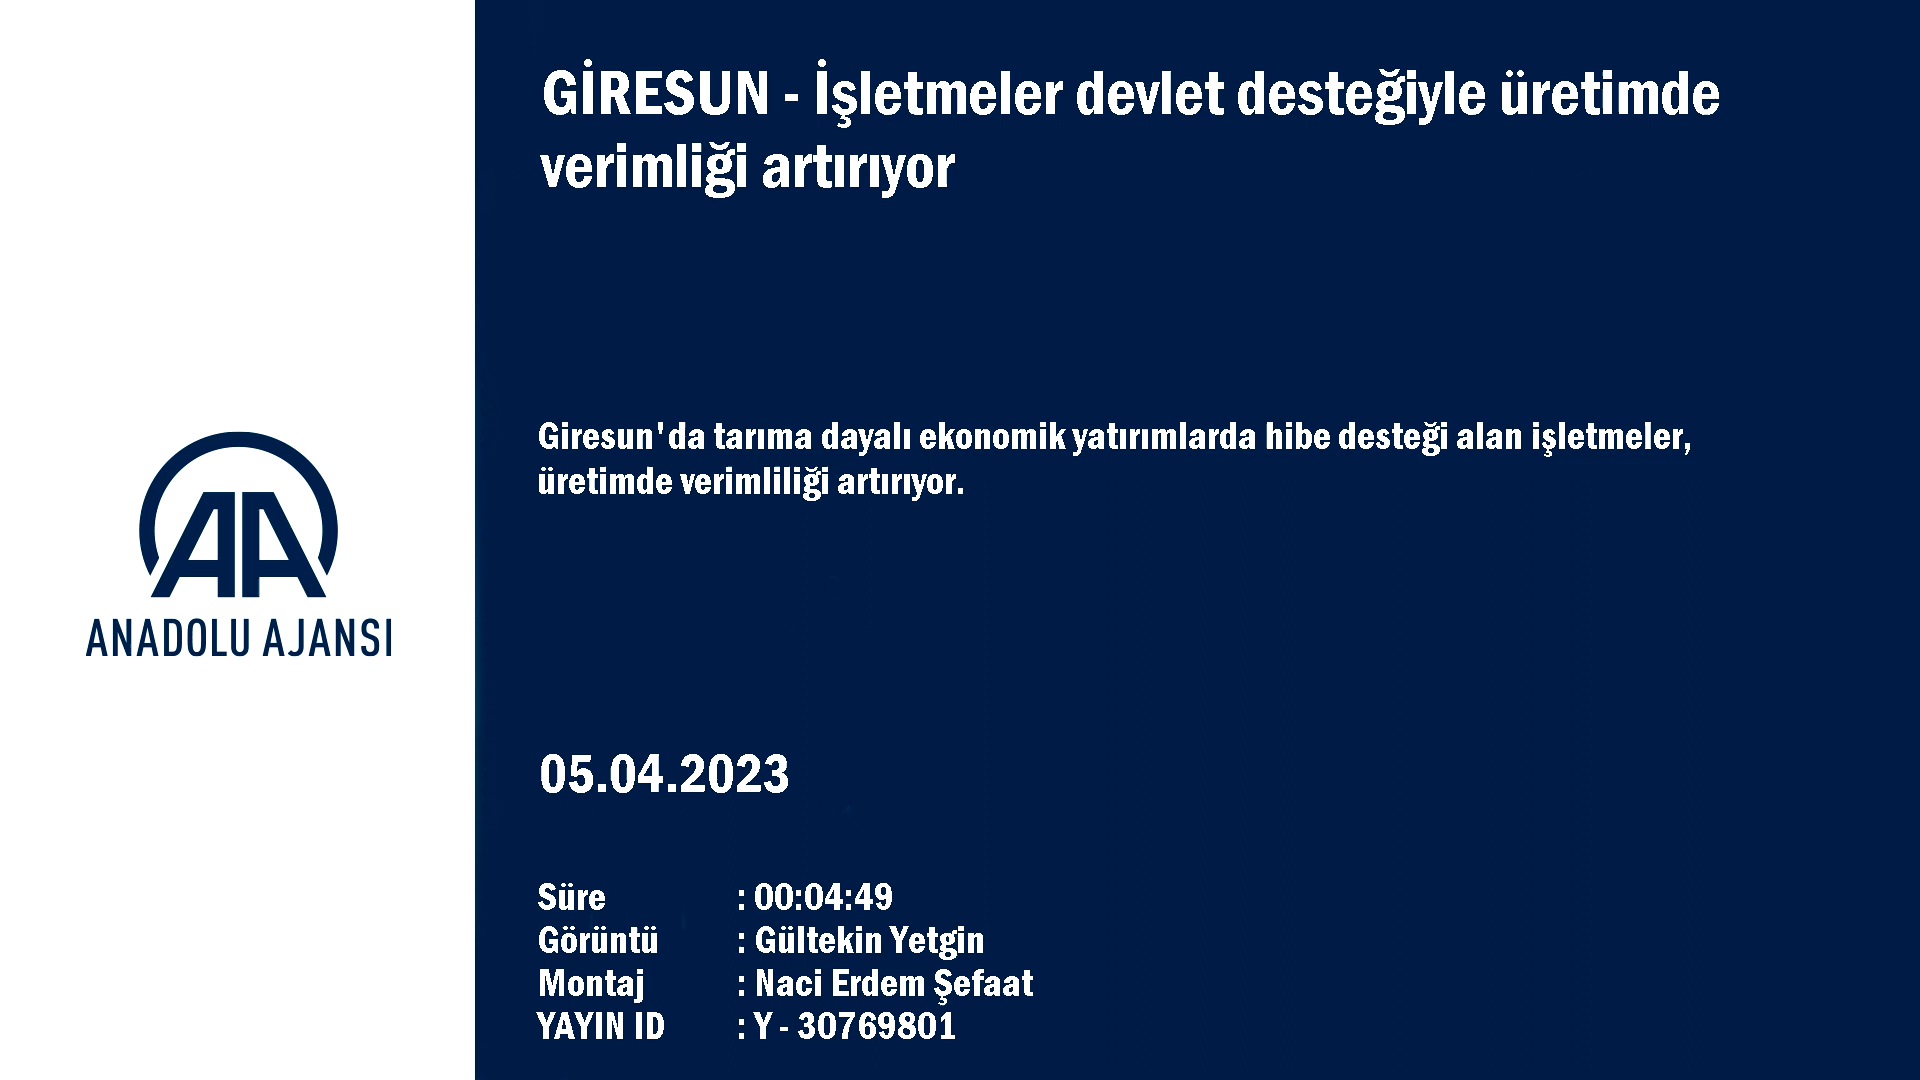 GİRESUN - İşletmeler devlet desteğiyle üretimde
verimliği artırıyor
Giresun'da tarıma dayalı ekonomik yatırımlarda hibe desteği alan işletmeler,
üretimde verimliliği artırıyor.
AA
ANADOLU AJANSI
05.04.2023
Süre : 00:04:49
Görüntü : Gültekin Yetgin
Montaj : Naci Erdem Şefaat
YAYIN ID : Y - 30769801